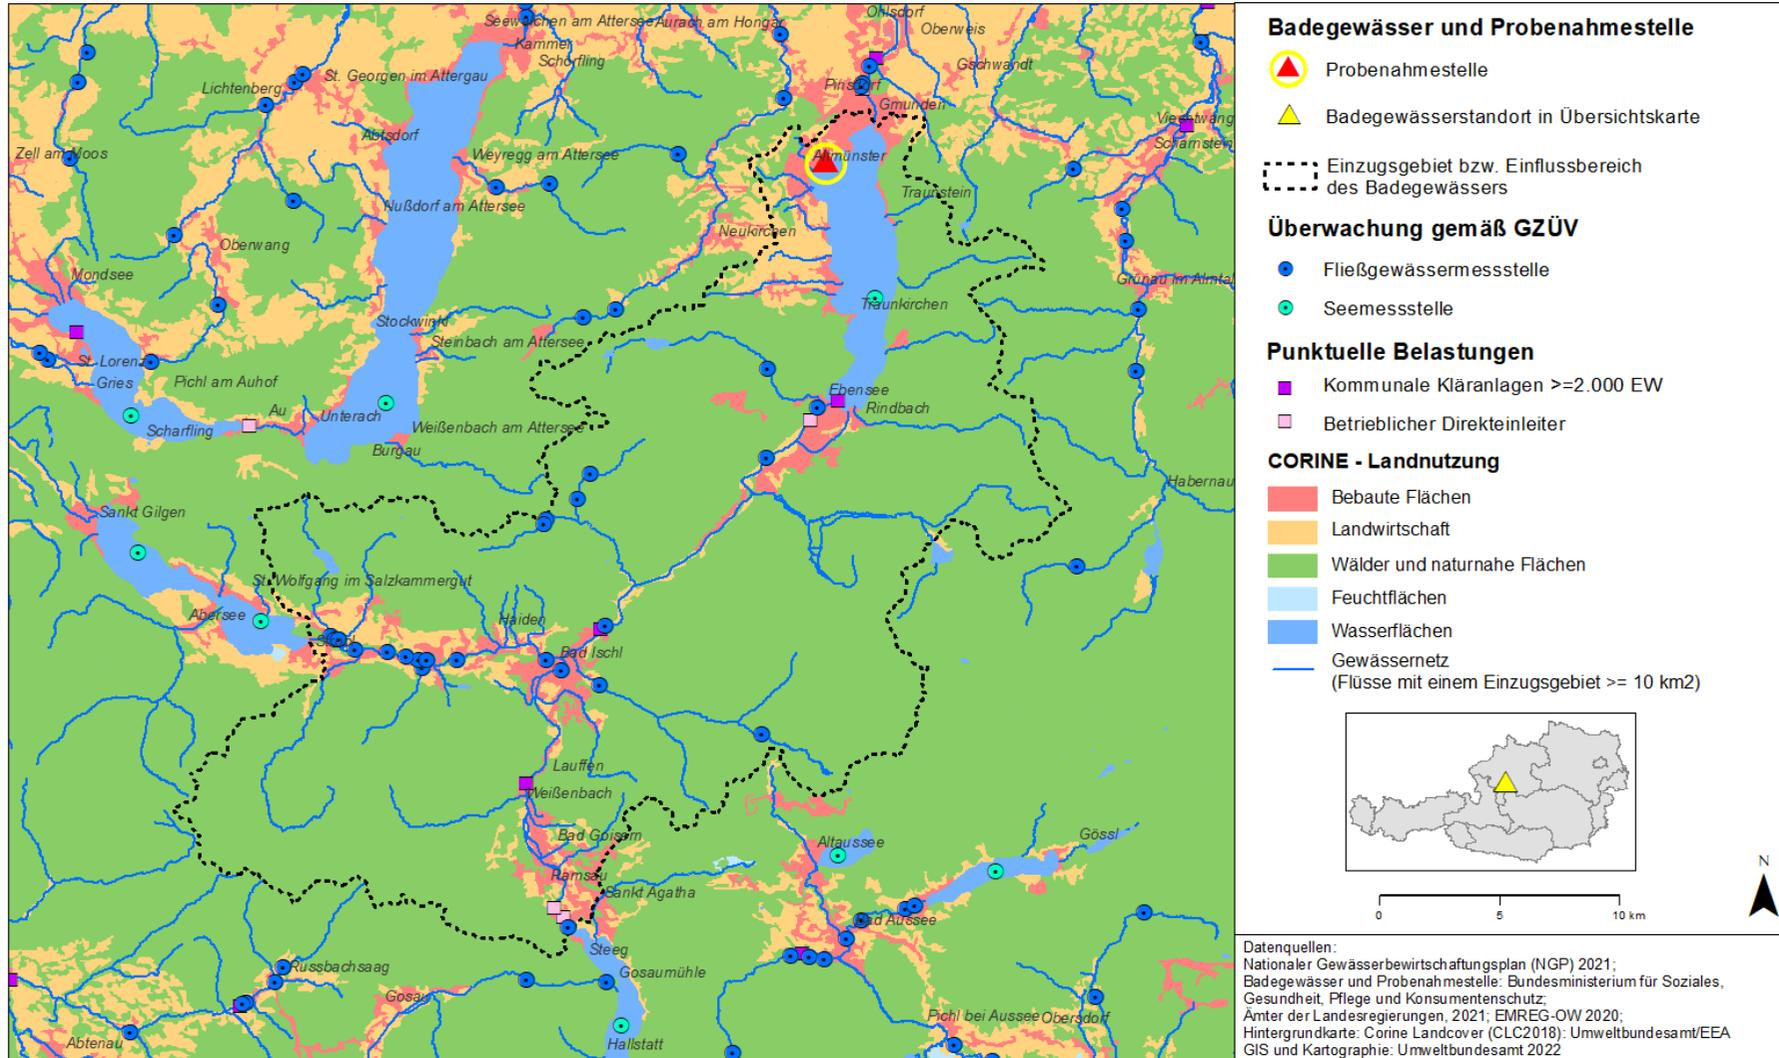 Seewalchen am Attersee
Aurach am Hongar
Ohlsdorf
Oberweis
Kammer
Schörfling
Gschwandt
St. Georgen im Attergau
Lichtenberg
Pinsdorf
Gmunden
Viechtwang
Scharnstein
Abtsdorf
Zell am Moos
Weyregg am Attersee
Altmünster
Traunstein
Nußdorf am Attersee
Neukirchen
Oberwang
Mondsee
Grünau im Almtal
Traunkirchen
Stockwinkl
Steinbach am Attersee
St. Lorenz
Gries
Pichl am Auhof
Ebensee
Rindbach
Au
Unterach
Scharfling
Weißenbach am Attersee
Burgau
Habernau
Sankt Gilgen
St. Wolfgang im Salzkammergut
Abersee
Strobl
Haiden
Bad Ischl
Lauffen
Weißenbach
Bad Goisern
Altaussee
Gössl
Ramsau
Sankt Agatha
Bad Aussee
Steeg
Russbachsaag
Gosaumühle
Gosau
Pichl bei Aussee
Obersdorf
Abtenau
Hallstatt
Badegewässer und Probenahmestelle
Probenahmestelle
Badegewässerstandort in Übersichtskarte
Einzugsgebiet bzw. Einflussbereich
des Badegewässers
Überwachung gemäß GZÜV
Fließgewässermessstelle
Seemessstelle
Punktuelle Belastungen
Kommunale Kläranlagen >=2.000 EW
Betrieblicher Direkteinleiter
CORINE - Landnutzung
Bebaute Flächen
Landwirtschaft
Wälder und naturnahe Flächen
Feuchtflächen
Wasserflächen
Gewässernetz
(Flüsse mit einem Einzugsgebiet >= 10 km2)
N
0 5 10 km
Datenquellen:
Nationaler Gewässerbewirtschaftungsplan (NGP) 2021;
Badegewässer und Probenahmestelle: Bundesministerium für Soziales,
Gesundheit, Pflege und Konsumentenschutz;
Ämter der Landesregierungen, 2021; EMREG-OW 2020;
Hintergrundkarte: Corine Landcover (CLC2018): Umweltbundesamt/EEA
GIS und Kartographie: Umweltbundesamt 2022